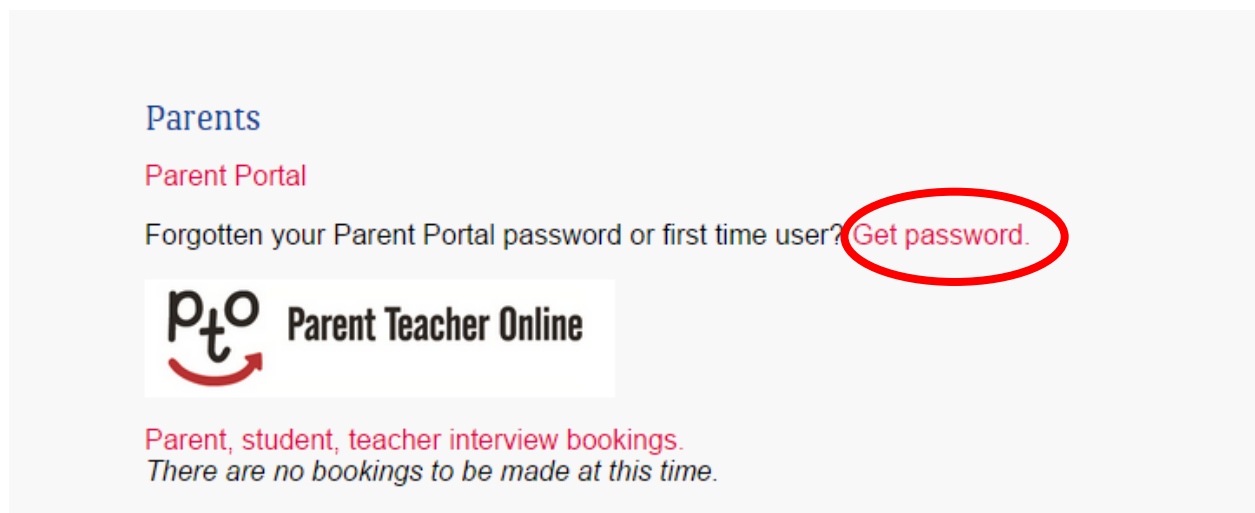 Parents
Parent Portal
Forgotten your Parent Portal password or first time user? Get password.
pto Parent Teacher Online
Parent, student, teacher interview bookings.
There are no bookings to be made at this time.